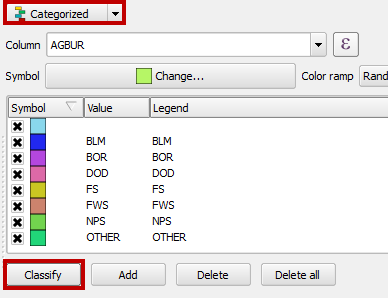 Categorized
Column AGBUR ε
Symbol Change... Color ramp Rand
Symbol Value Legend
BLM BLM
BOR BOR
DOD DOD
FS FS
FWS FWS
NPS NPS
OTHER OTHER
Classify Add Delete Delete all